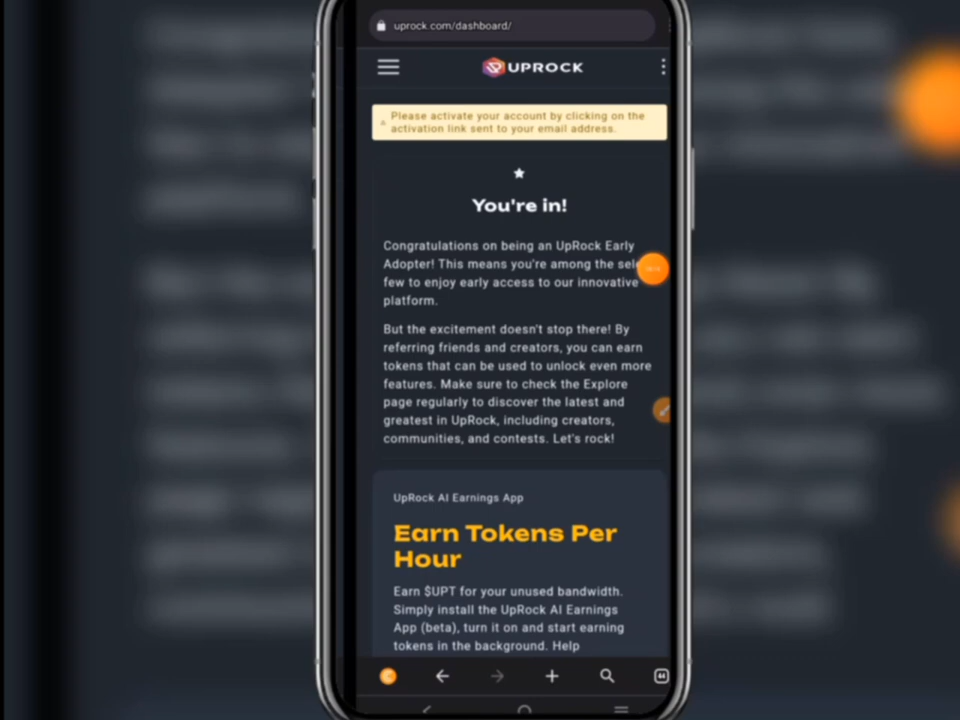 uprock.com/dashboard/
UPROCK
Please activate your account by clicking on the
activation link sent to your email address.
You're in!
Congratulations on being an UpRock Early
Adopter! This means you're among the
few to enjoy early access to our innovative
platform.
But the excitement doesn't stop there! By
referring friends and creators, you can earn
tokens that can be used to unlock even more
features. Make sure to check the Explore
page regularly to discover the latest and
greatest in UpRock, including creators,
communities, and contests. Let's rock!
UpRock AI Earnings App
Earn Tokens Per
Hour
Earn $UPT for your unused bandwidth.
Simply install the UpRock AI Earnings
App (beta), turn it on and start earning
tokens in the background. Help